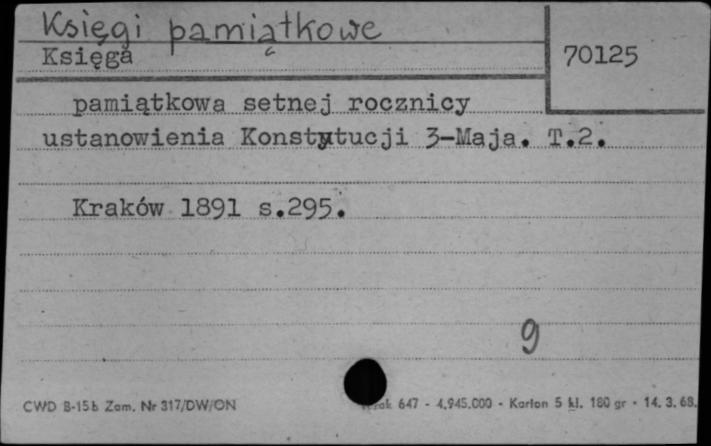 Księgi pamiątkowe
Księga
70125
pamiątkowa setnej rocznicy
ustanowienia Konstytucji 3-Maja. T.2.
Kraków 1891 s.295.
9
CWD B-15b Zam. Nr 317/DW/ON
647 - 4.945.000 - Karton 5 kl. 180 gr - 14. 3. 68.